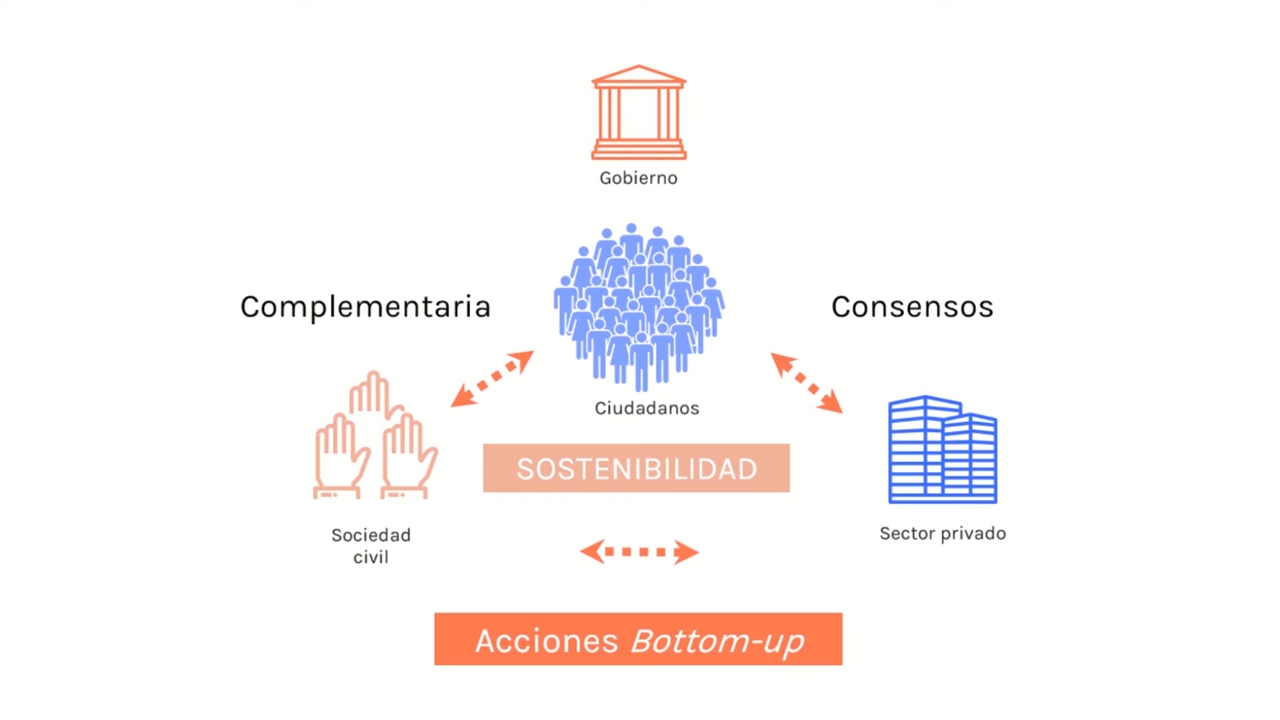 Gobierno
Complementaria
Consensos
Ciudadanos
SOSTENIBILIDAD
Sociedad
civil
Sector privado
Acciones Bottom-up